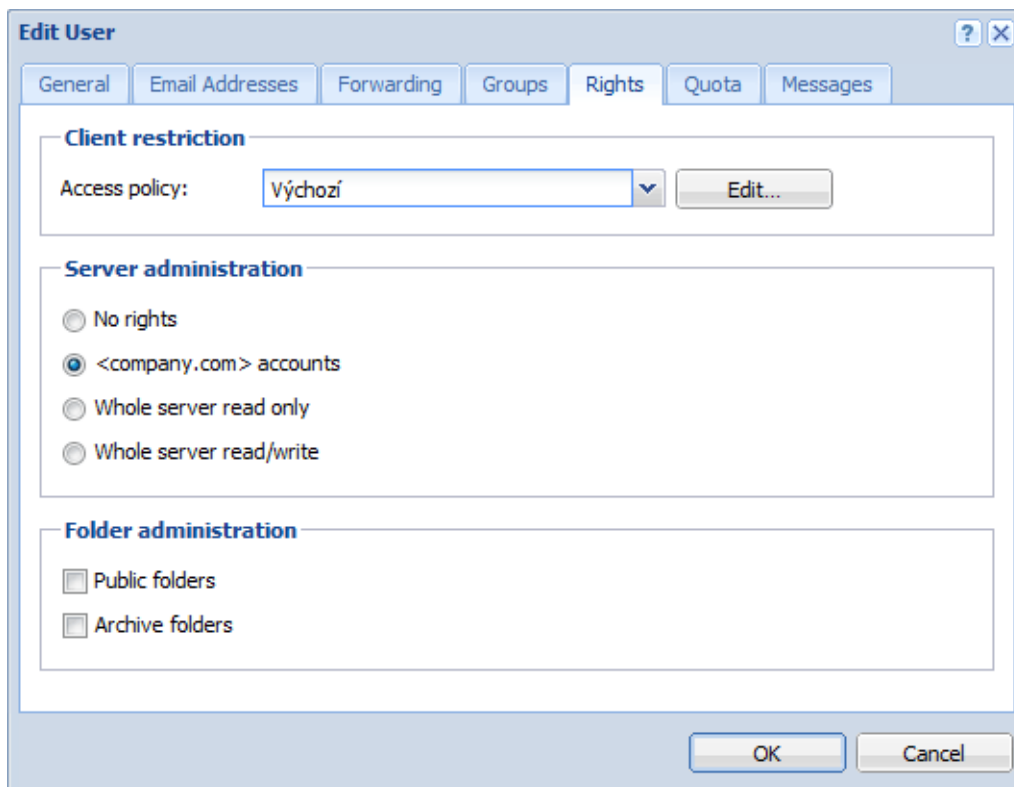 Edit User
General Email Addresses Forwarding Groups Rights Quota Messages
Client restriction
Access policy: Výchozí Edit...
Server administration
No rights
<company.com> accounts
Whole server read only
Whole server read/write
Folder administration
Public folders
Archive folders
OK Cancel